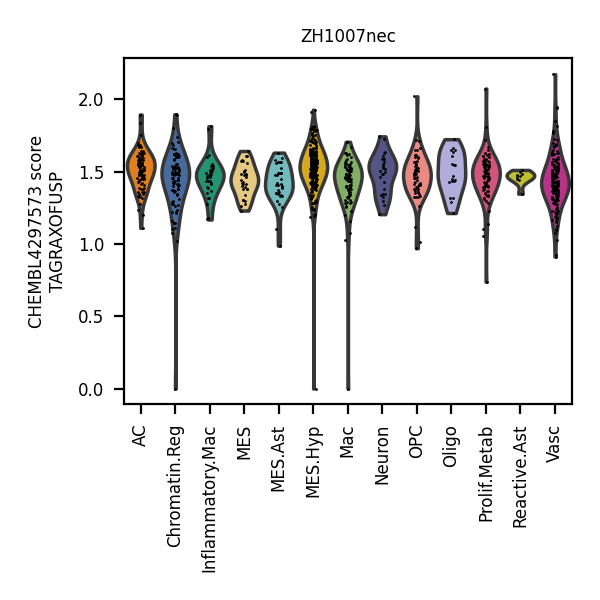 ZH1007nec
CHEMBL4297573 score
TAGRAXOFUSP
2.0
1.5
1.0
0.5
0.0
AC
Chromatin.Reg
Inflammatory.Mac
MES
MES.Ast
MES.Hyp
Mac
Neuron
OPC
Oligo
Prolif.Metab
Reactive.Ast
Vasc